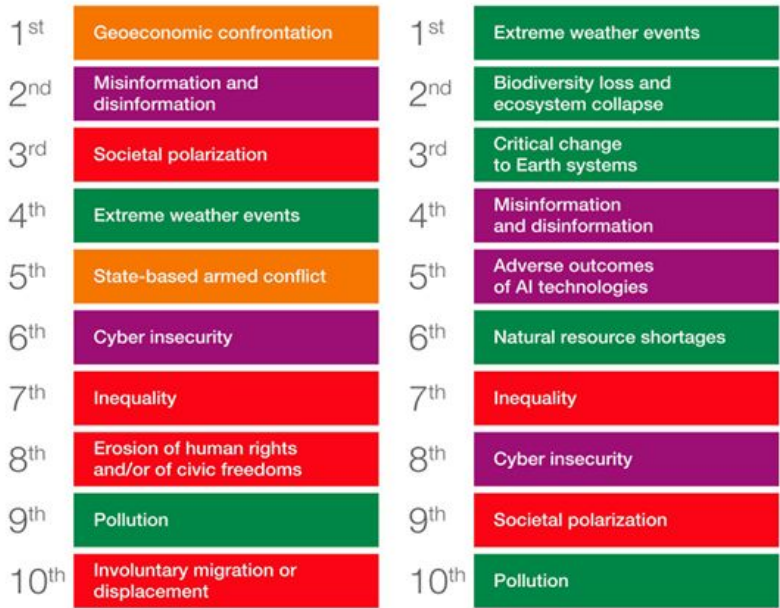 1st
Geoeconomic confrontation
2nd
Misinformation and
disinformation
3rd
Societal polarization
4th
Extreme weather events
5th
State-based armed conflict
6th
Cyber insecurity
7th
Inequality
8th
Erosion of human rights
and/or of civic freedoms
9th
Pollution
10th
Involuntary migration or
displacement
1st
Extreme weather events
2nd
Biodiversity loss and
ecosystem collapse
3rd
Critical change
to Earth systems
4th
Misinformation
and disinformation
5th
Adverse outcomes
of AI technologies
6th
Natural resource shortages
7th
Inequality
8th
Cyber insecurity
9th
Societal polarization
10th
Pollution